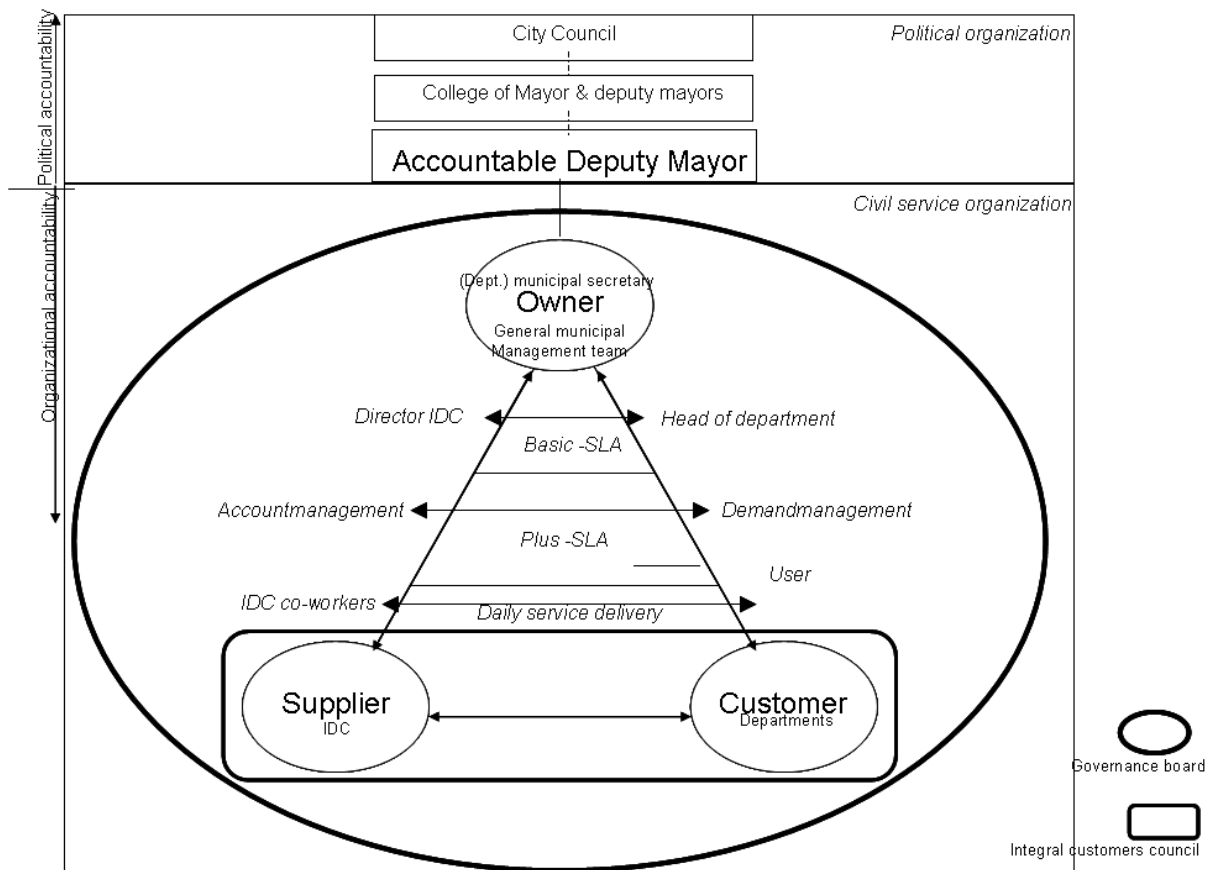 City Council
Political organization
College of Mayor & deputy mayors
Accountable Deputy Mayor
Political accountability
Organizational accountability
Civil service organization
(Dept.) municipal secretary
Owner
General municipal
Management team
Director IDC
Head of department
Basic -SLA
Accountmanagement
Demandmanagement
Plus -SLA
User
IDC co-workers
Daily service delivery
Supplier
IDC
Customer
Departments
Governance board
Integral customers council